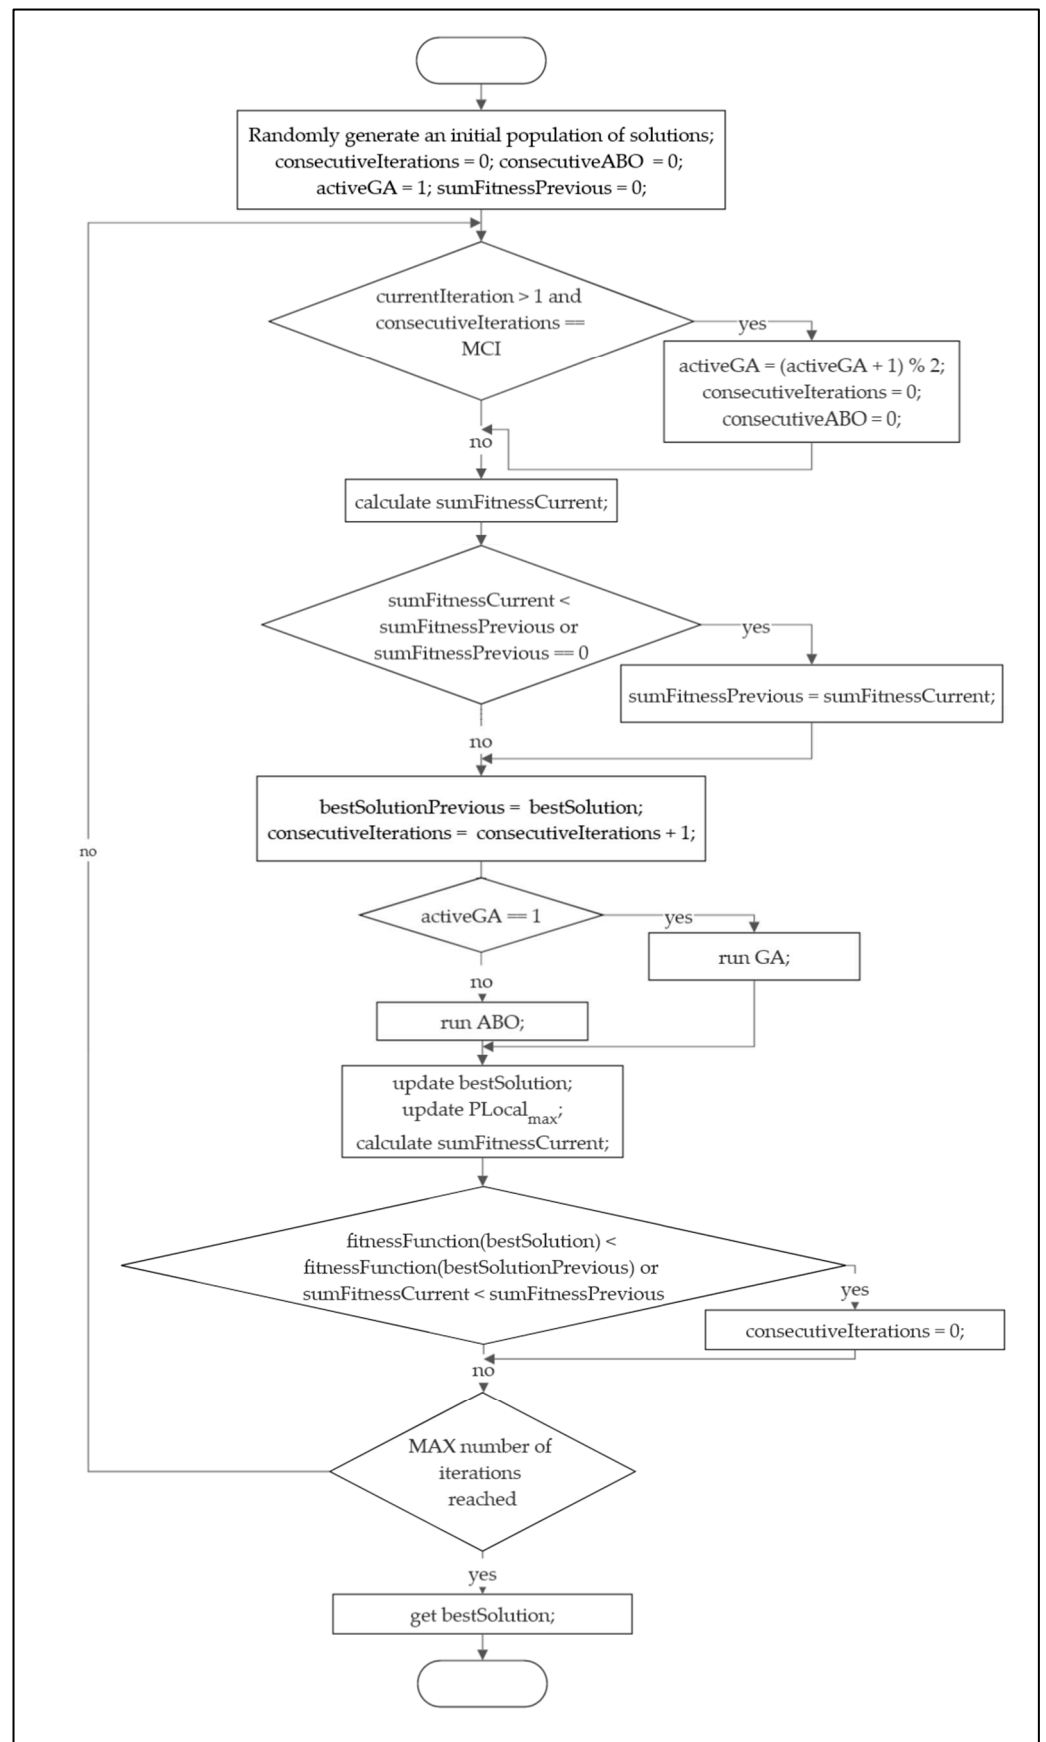 Randomly generate an initial population of solutions;
consecutiveIterations = 0; consecutiveABO = 0;
activeGA = 1; sumFitnessPrevious = 0;
currentIteration > 1 and
consecutiveIterations ==
MCI
yes
activeGA = (activeGA + 1) % 2;
consecutiveIterations = 0;
consecutiveABO = 0;
no
calculate sumFitnessCurrent;
sumFitnessCurrent <
sumFitnessPrevious or
sumFitnessPrevious == 0
yes
sumFitnessPrevious = sumFitnessCurrent;
no
bestSolutionPrevious = bestSolution;
consecutiveIterations = consecutiveIterations + 1;
no
activeGA == 1
yes
run GA;
no
run ABO;
update bestSolution;
update PLocalmax;
calculate sumFitnessCurrent;
fitnessFunction(bestSolution) <
fitnessFunction(bestSolutionPrevious) or
sumFitnessCurrent < sumFitnessPrevious
yes
consecutiveIterations = 0;
no
MAX number of
iterations
reached
yes
get bestSolution;